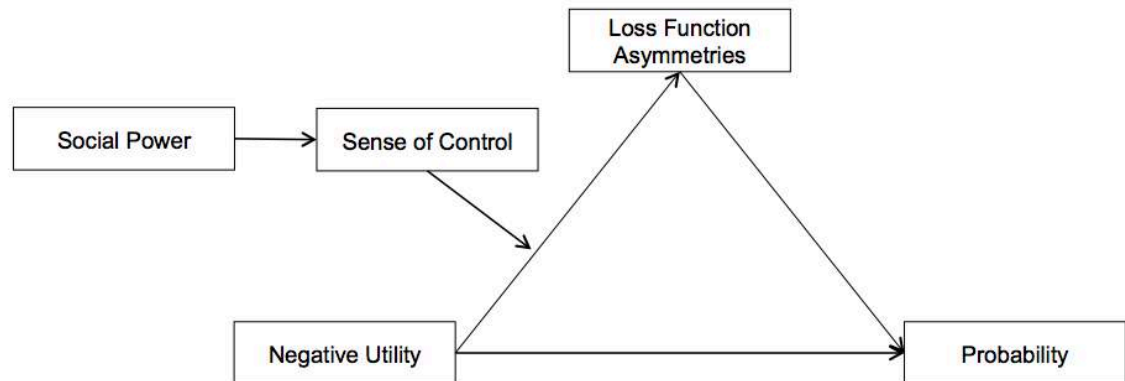 Loss Function
Asymmetries
Social Power
Sense of Control
Negative Utility
Probability